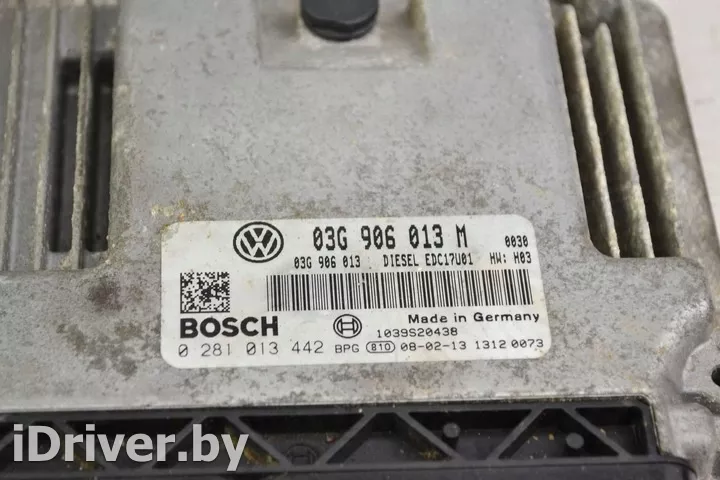 03G 906 013 M 0030
03G 906 013 DIESEL EDC17U01 HW: H03
Made in Germany
BOSCH 1039S20438
0 281 013 442 BPG 810 08-02-13 1312 0073
iDriver.by